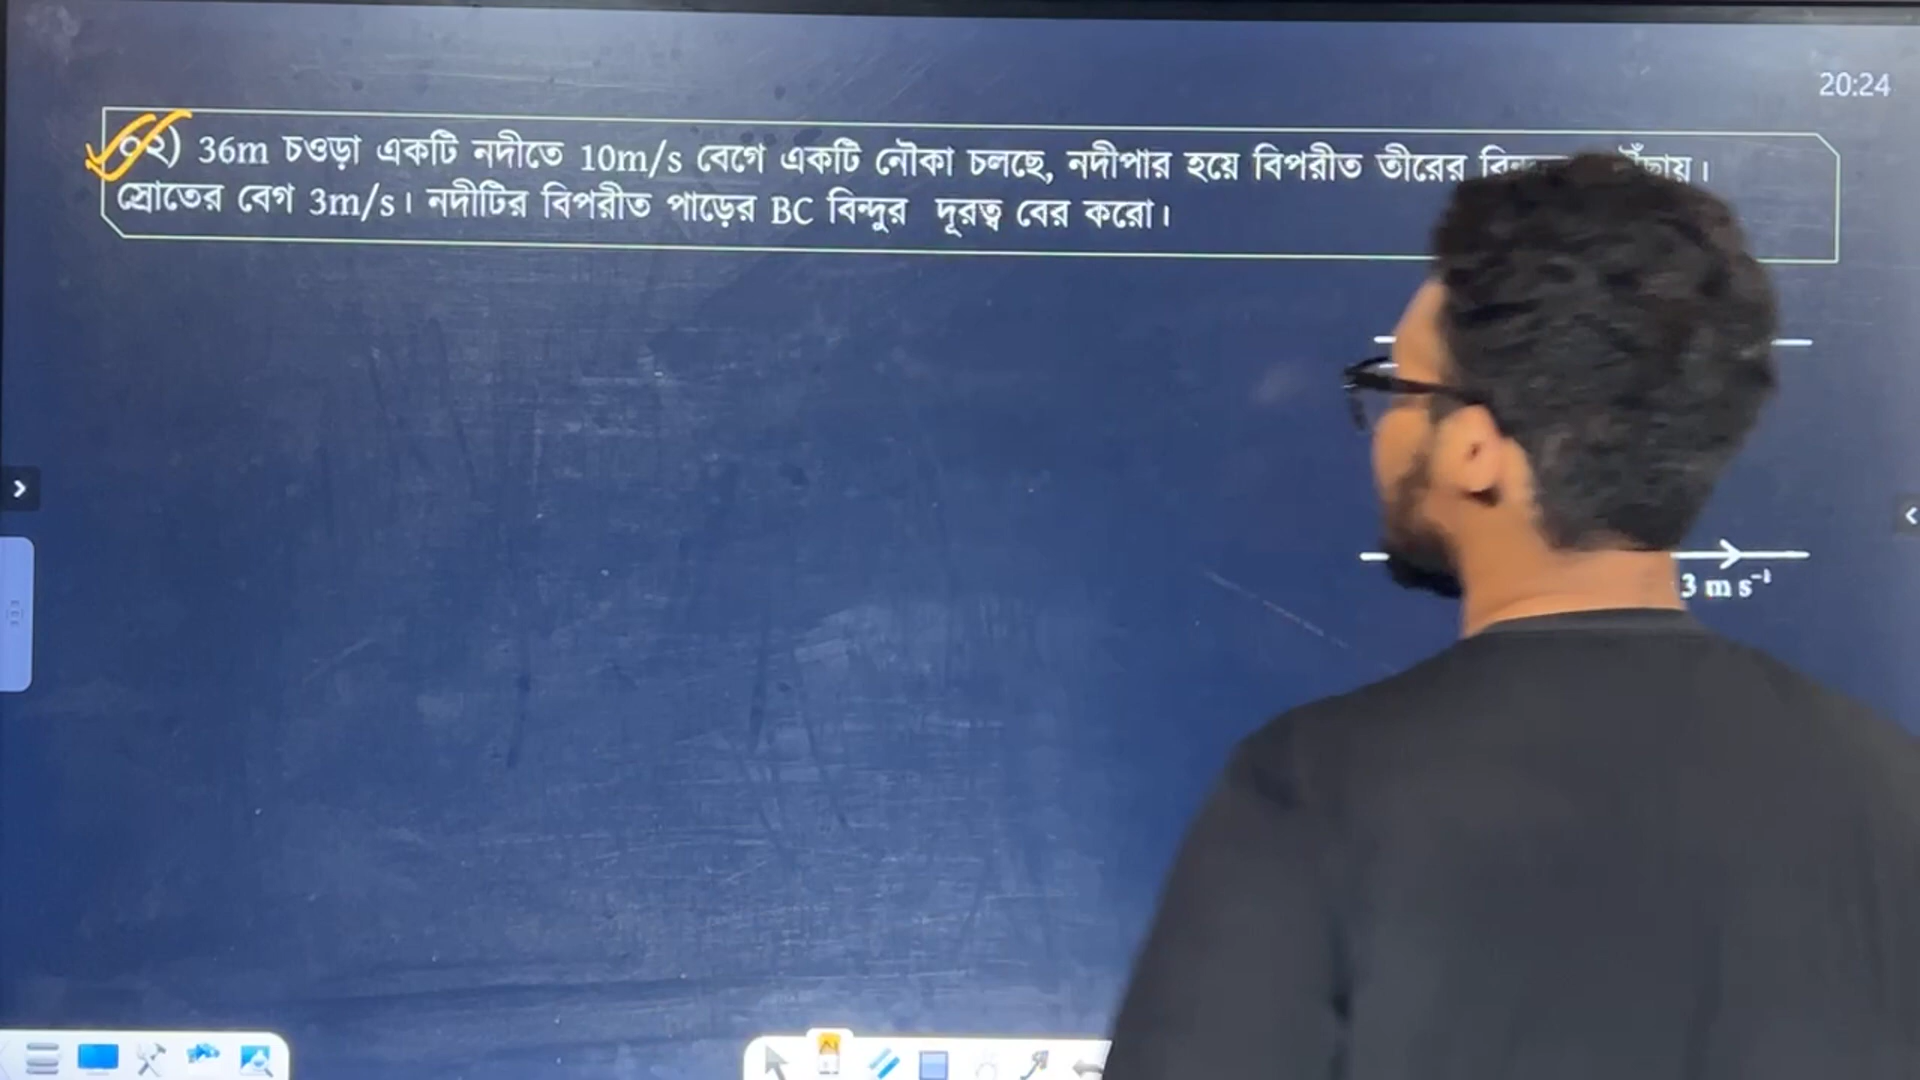 20:24
০২) 36m চওড়া একটি নদীতে 10m/s বেগে একটি নৌকা চলছে, নদীপার হয়ে বিপরীত তীরের
স্রোতের বেগ 3m/s। নদীটির বিপরীত পাড়ের BC বিন্দুর দূরত্ব বের করো।
3 m s⁻¹